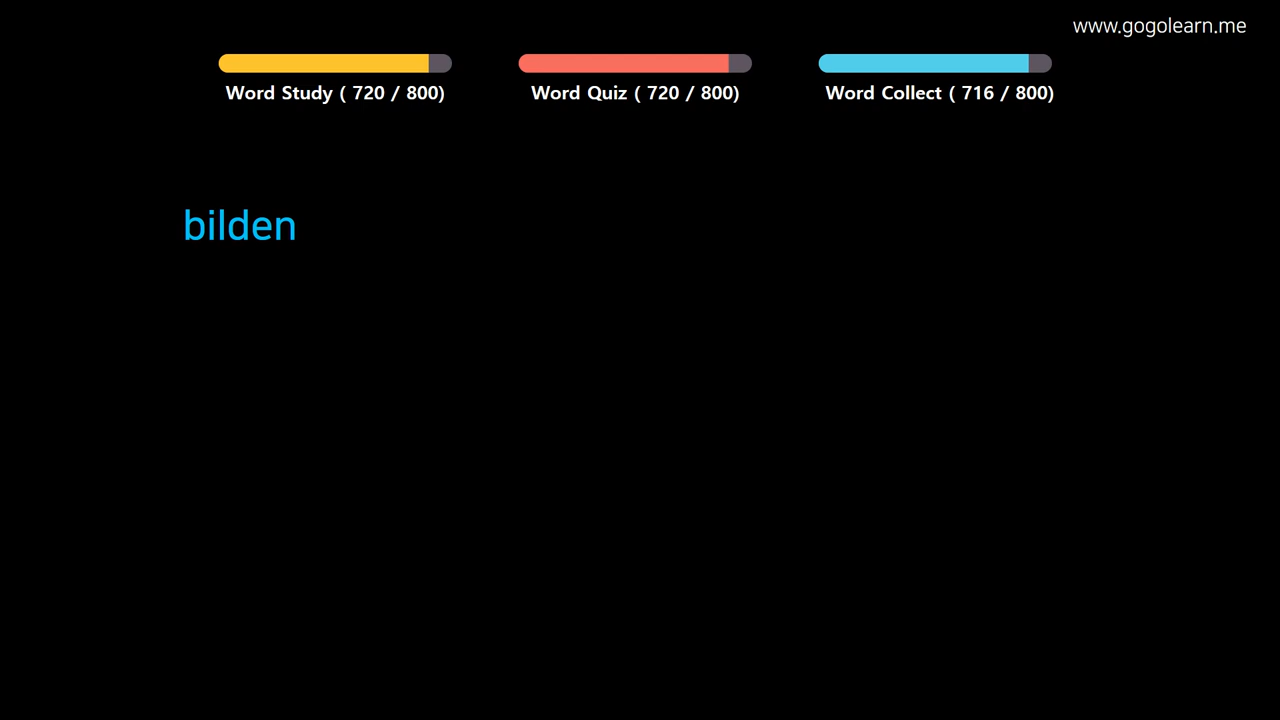 www.gogolearn.me
Word Study ( 720 / 800)
Word Quiz ( 720 / 800)
Word Collect ( 716 / 800)
bilden